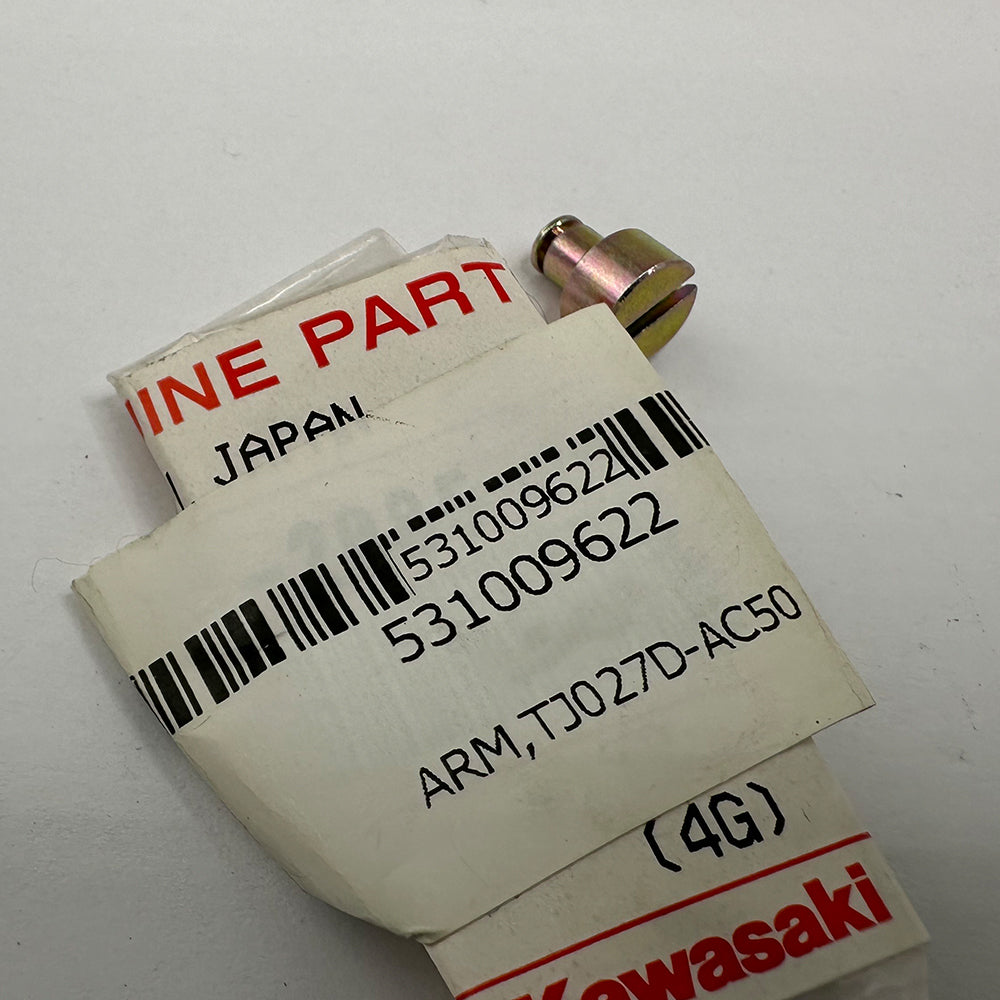 INE PART
JAPAN
531009622
531009622
ARM,TJ027D-AC50
(4G)
Kawasaki